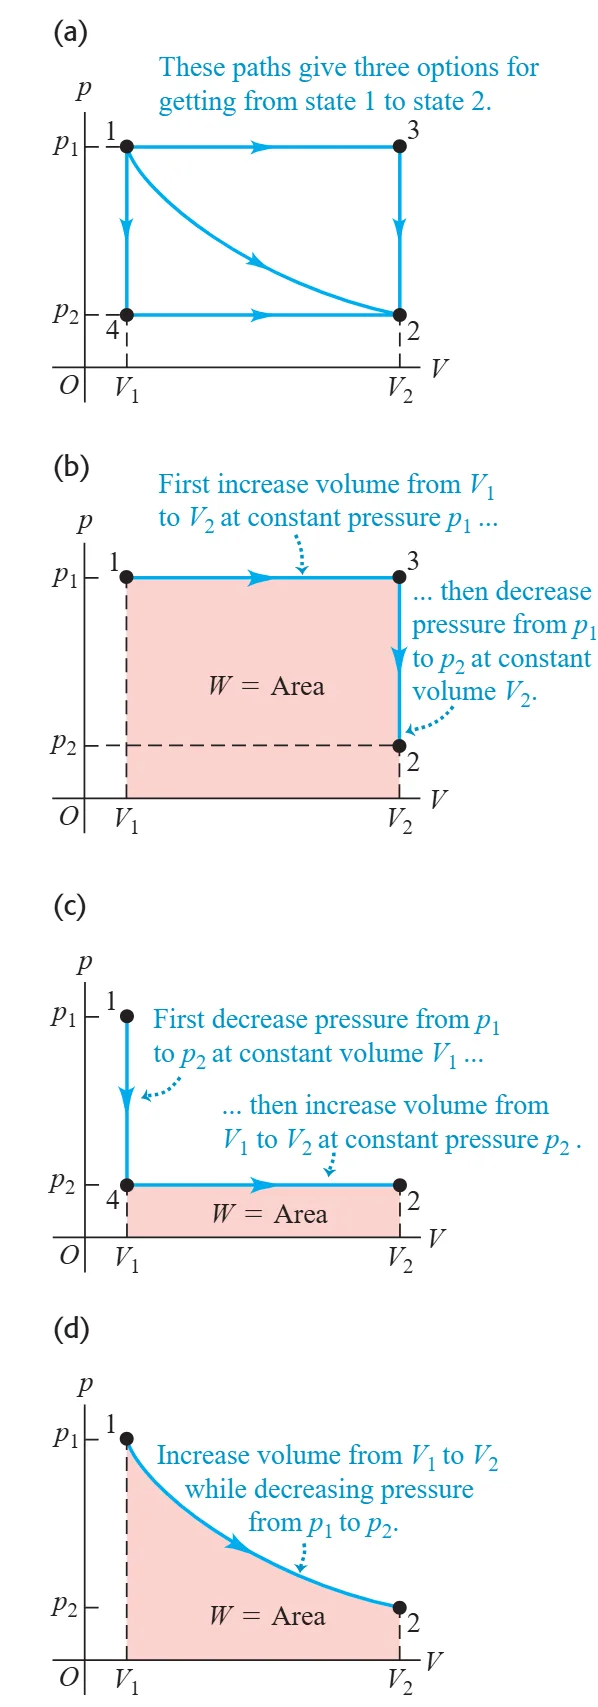 (a)
These paths give three options for
getting from state 1 to state 2.
p
p₁
1
3
p₂
4
2
O
V₁
V₂
V
(b)
First increase volume from V₁
to V₂ at constant pressure p₁ ...
p
p₁
1
3
... then decrease
pressure from p₁
to p₂ at constant
volume V₂.
W = Area
p₂
2
O
V₁
V₂
V
(c)
p
p₁
1
First decrease pressure from p₁
to p₂ at constant volume V₁ ...
... then increase volume from
V₁ to V₂ at constant pressure p₂ .
p₂
4
2
W = Area
O
V₁
V₂
V
(d)
p
p₁
1
Increase volume from V₁ to V₂
while decreasing pressure
from p₁ to p₂.
p₂
W = Area
2
O
V₁
V₂
V